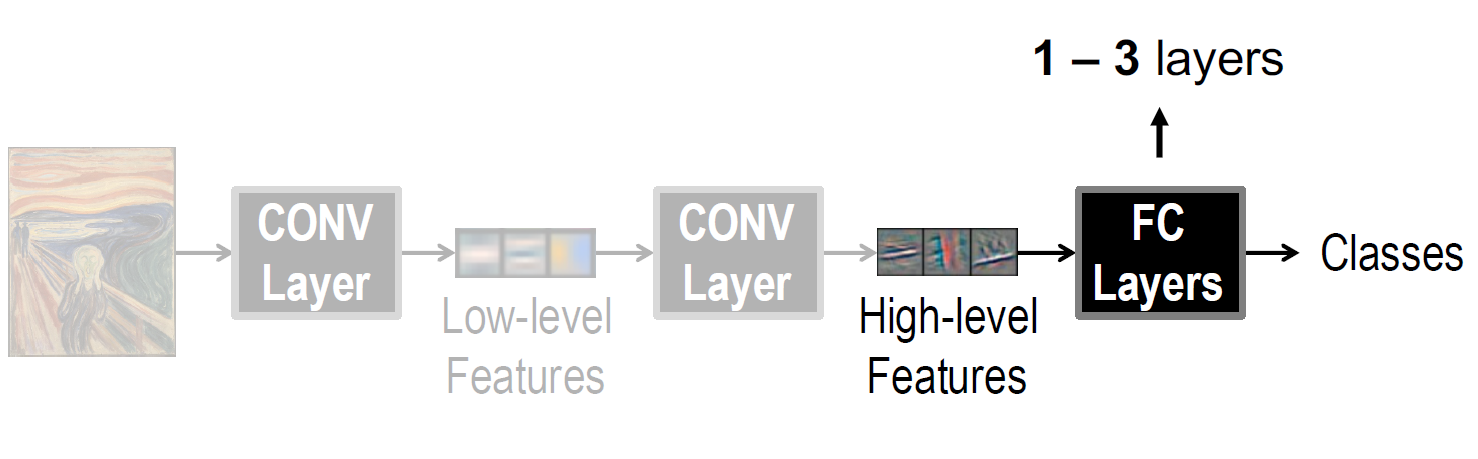 1 – 3 layers
CONV
Layer
Low-level
Features
CONV
Layer
High-level
Features
FC
Layers
Classes